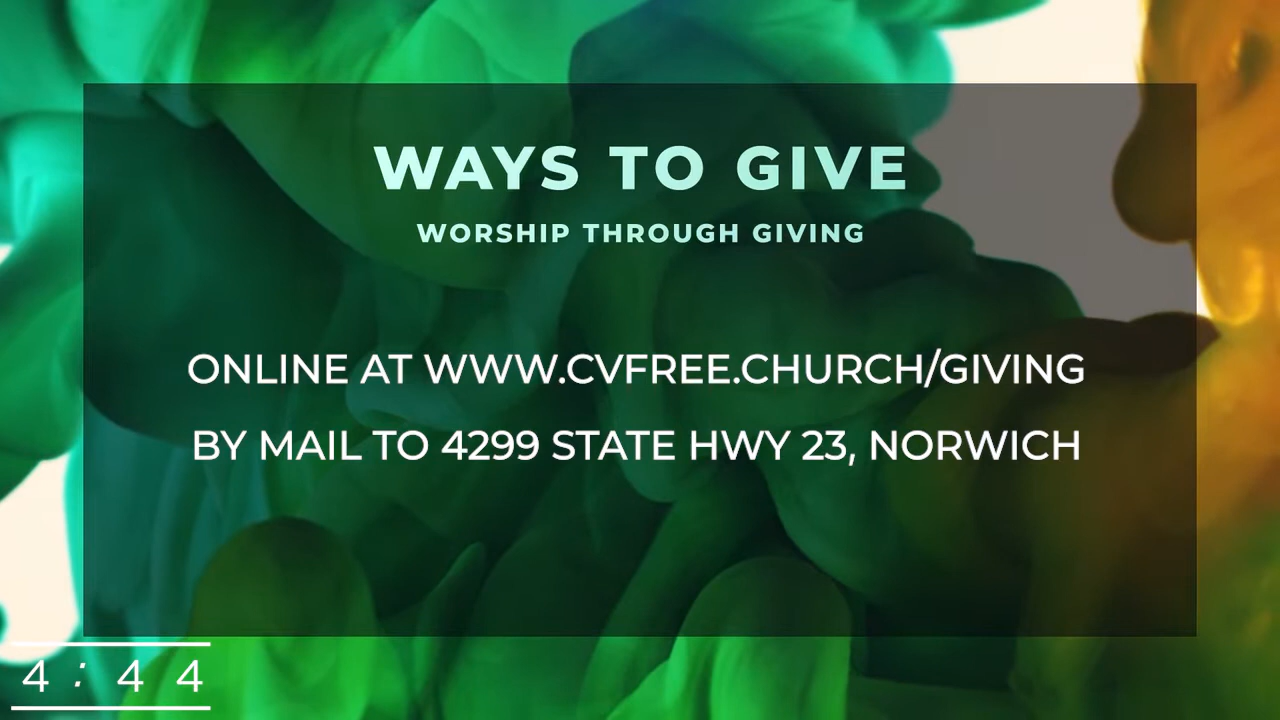 WAYS TO GIVE
WORSHIP THROUGH GIVING
ONLINE AT WWW.CVFREE.CHURCH/GIVING
BY MAIL TO 4299 STATE HWY 23, NORWICH
4:44